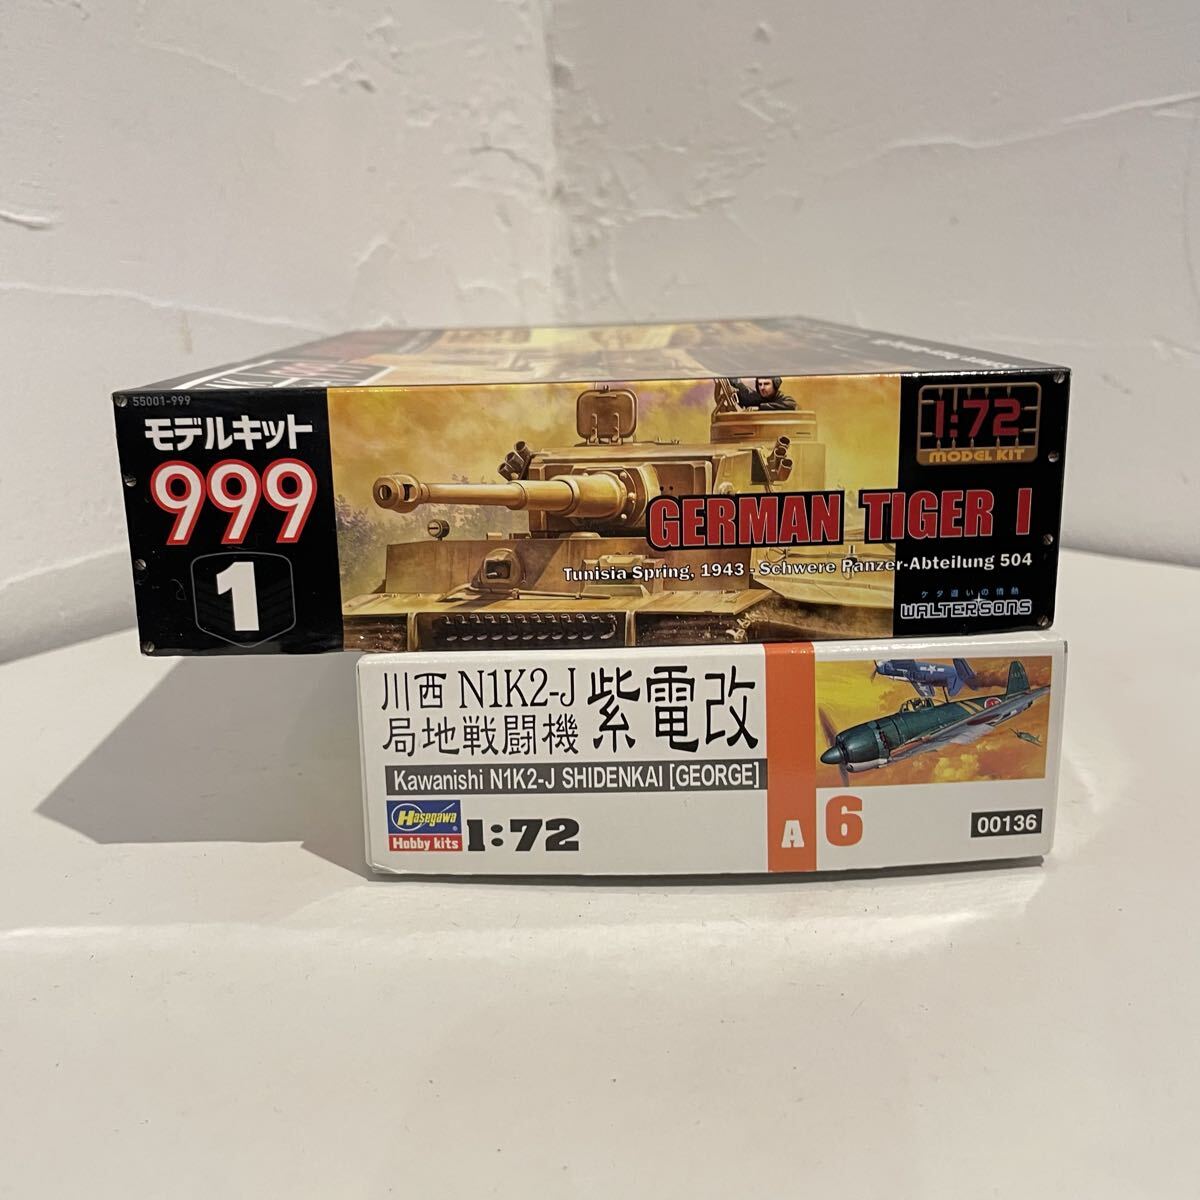 55001-999
モデルキット
999
1
1:72
MODEL KIT
GERMAN TIGER I
Tunisia Spring, 1943 - Schwere Panzer-Abteilung 504
ケタ違いの情熱
WALTERSONS
川西 N1K2-J
局地戦闘機
紫電改
Kawanishi N1K2-J SHIDENKAI [GEORGE]
Hasegawa
Hobby kits
1:72
A
6
00136